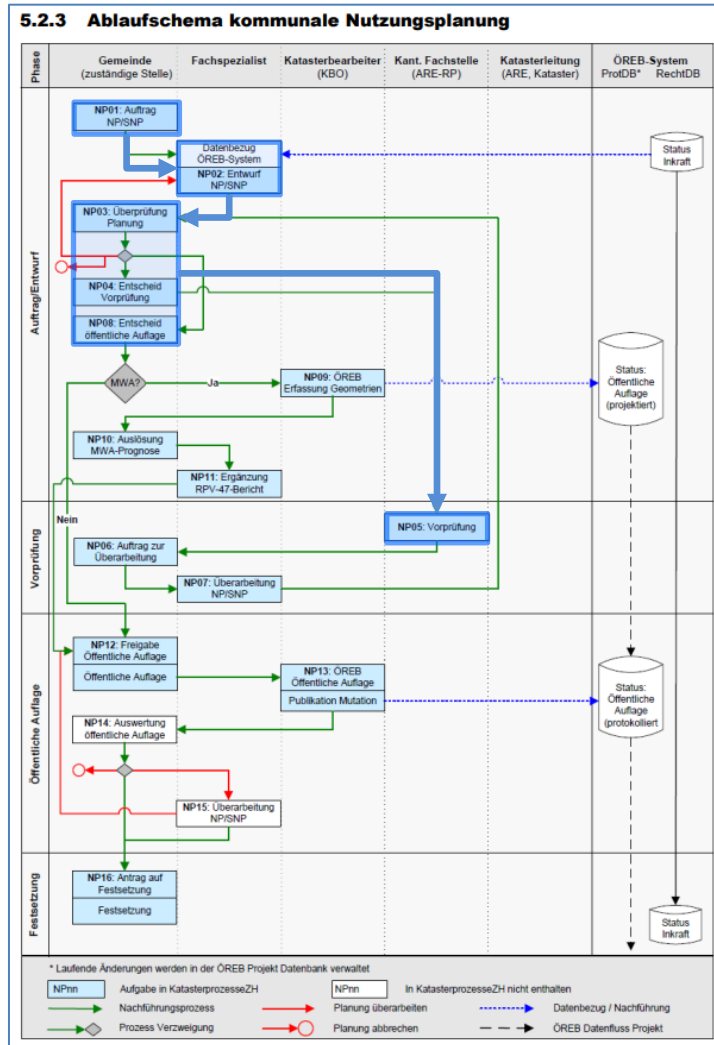 5.2.3 Ablaufschema kommunale Nutzungsplanung
Phase
Gemeinde
(zuständige Stelle)
Fachspezialist
Katasterbearbeiter
(KBO)
Kant. Fachstelle
(ARE-RP)
Katasterleitung
(ARE, Kataster)
ÖREB-System
ProtDB* RechtDB
Auftrag/Entwurf
NP01: Auftrag
NP/SNP
Datenbezug
ÖREB-System
NP02: Entwurf
NP/SNP
Status
Inkraft
NP03: Überprüfung
Planung
NP04: Entscheid
Vorprüfung
NP08: Entscheid
öffentliche Auflage
MWA?
Ja
NP09: ÖREB
Erfassung Geometrien
Status:
Öffentliche
Auflage
(projektiert)
NP10: Auslösung
MWA-Prognose
NP11: Ergänzung
RPV-47-Bericht
Nein
Vorprüfung
NP05: Vorprüfung
NP06: Auftrag zur
Überarbeitung
NP07: Überarbeitung
NP/SNP
Öffentliche Auflage
NP12: Freigabe
Öffentliche Auflage
Öffentliche Auflage
NP13: ÖREB
Öffentliche Auflage
Publikation Mutation
Status:
Öffentliche
Auflage
(protokolliert
NP14: Auswertung
öffentliche Auflage
NP15: Überarbeitung
NP/SNP
Festsetzung
NP16: Antrag auf
Festsetzung
Festsetzung
Status
Inkraft
* Laufende Änderungen werden in der ÖREB Projekt Datenbank verwaltet
NPnn Aufgabe in KatasterprozesseZH
NPnn In KatasterprozesseZH nicht enthalten
Nachführungsprozess
Planung überarbeiten
Datenbezug / Nachführung
Prozess Verzweigung
Planung abbrechen
ÖREB Datenfluss Projekt